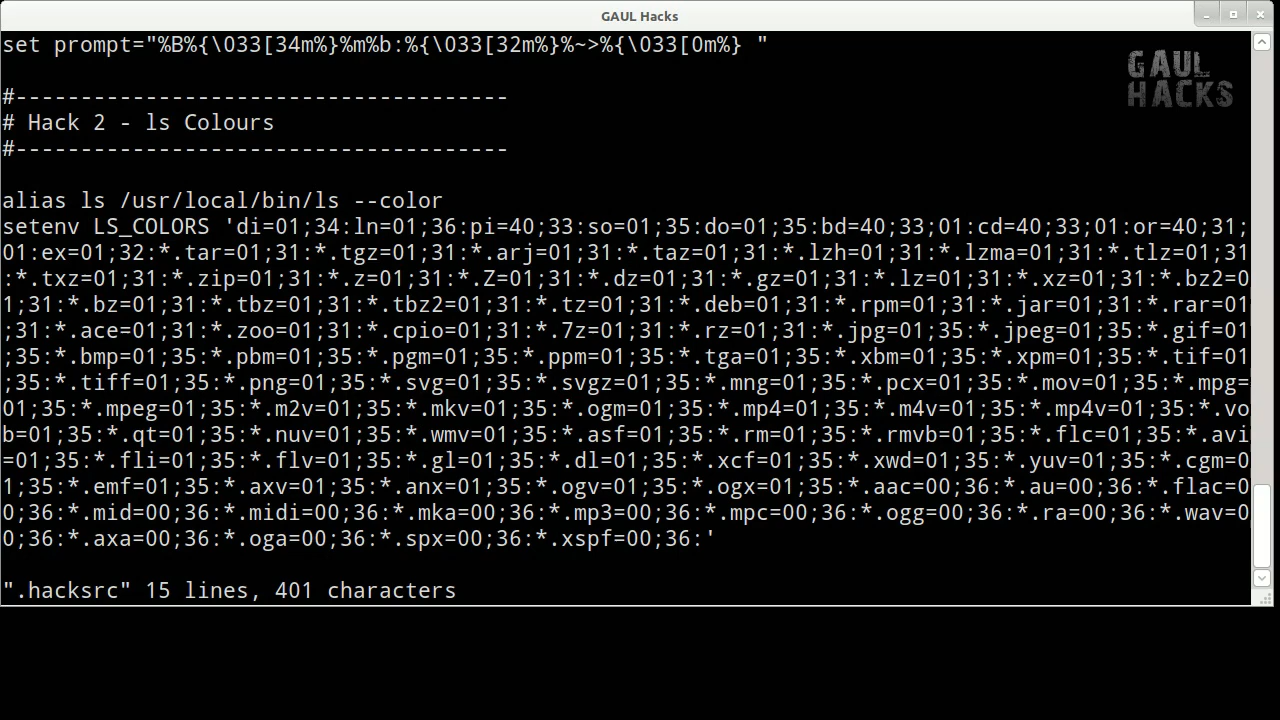 GAUL Hacks
set prompt="%B%{\033[34m%}%m%b:%{\033[32m%}%~>%{\033[0m%} "
GAUL
HACKS
#--------------------------------------
# Hack 2 - ls Colours
#--------------------------------------
alias ls /usr/local/bin/ls --color
setenv LS_COLORS 'di=01;34:ln=01;36:pi=40;33:so=01;35:do=01;35:bd=40;33;01:cd=40;33;01:or=40;31;
01:ex=01;32:*.tar=01;31:*.tgz=01;31:*.arj=01;31:*.taz=01;31:*.lzh=01;31:*.lzma=01;31:*.tlz=01;31
:*.txz=01;31:*.zip=01;31:*.z=01;31:*.Z=01;31:*.dz=01;31:*.gz=01;31:*.lz=01;31:*.xz=01;31:*.bz2=0
1;31:*.bz=01;31:*.tbz=01;31:*.tbz2=01;31:*.tz=01;31:*.deb=01;31:*.rpm=01;31:*.jar=01;31:*.rar=01
;31:*.ace=01;31:*.zoo=01;31:*.cpio=01;31:*.7z=01;31:*.rz=01;31:*.jpg=01;35:*.jpeg=01;35:*.gif=01
;35:*.bmp=01;35:*.pbm=01;35:*.pgm=01;35:*.ppm=01;35:*.tga=01;35:*.xbm=01;35:*.xpm=01;35:*.tif=01
;35:*.tiff=01;35:*.png=01;35:*.svg=01;35:*.svgz=01;35:*.mng=01;35:*.pcx=01;35:*.mov=01;35:*.mpg=
01;35:*.mpeg=01;35:*.m2v=01;35:*.mkv=01;35:*.ogm=01;35:*.mp4=01;35:*.m4v=01;35:*.mp4v=01;35:*.vo
b=01;35:*.qt=01;35:*.nuv=01;35:*.wmv=01;35:*.asf=01;35:*.rm=01;35:*.rmvb=01;35:*.flc=01;35:*.avi
=01;35:*.fli=01;35:*.flv=01;35:*.gl=01;35:*.dl=01;35:*.xcf=01;35:*.xwd=01;35:*.yuv=01;35:*.cgm=0
1;35:*.emf=01;35:*.axv=01;35:*.anx=01;35:*.ogv=01;35:*.ogx=01;35:*.aac=00;36:*.au=00;36:*.flac=0
0;36:*.mid=00;36:*.midi=00;36:*.mka=00;36:*.mp3=00;36:*.mpc=00;36:*.ogg=00;36:*.ra=00;36:*.wav=0
0;36:*.axa=00;36:*.oga=00;36:*.spx=00;36:*.xspf=00;36:'
".hacksrc" 15 lines, 401 characters